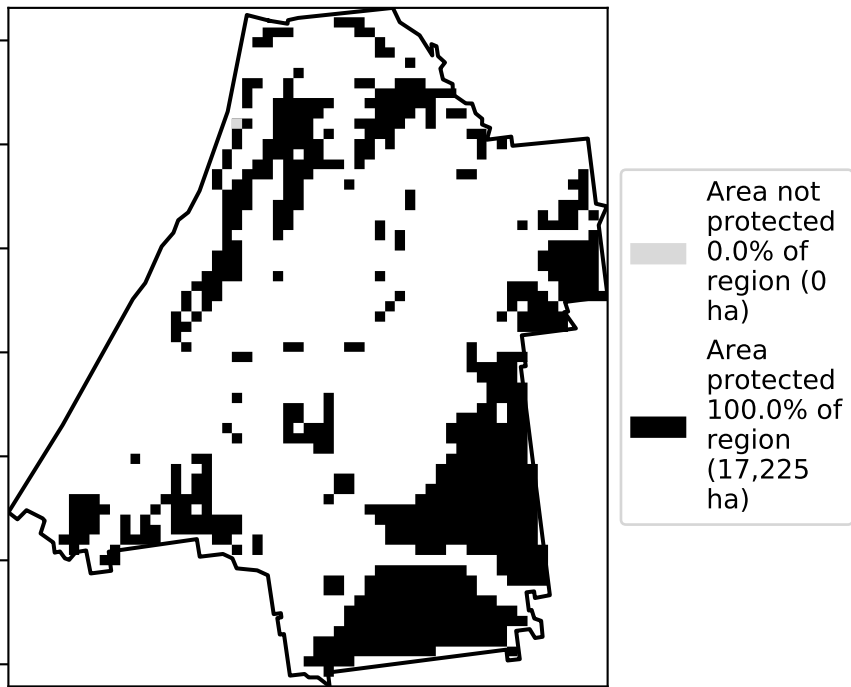 Area not
protected
0.0% of
region (0
ha)
Area
protected
100.0% of
region
(17,225
ha)